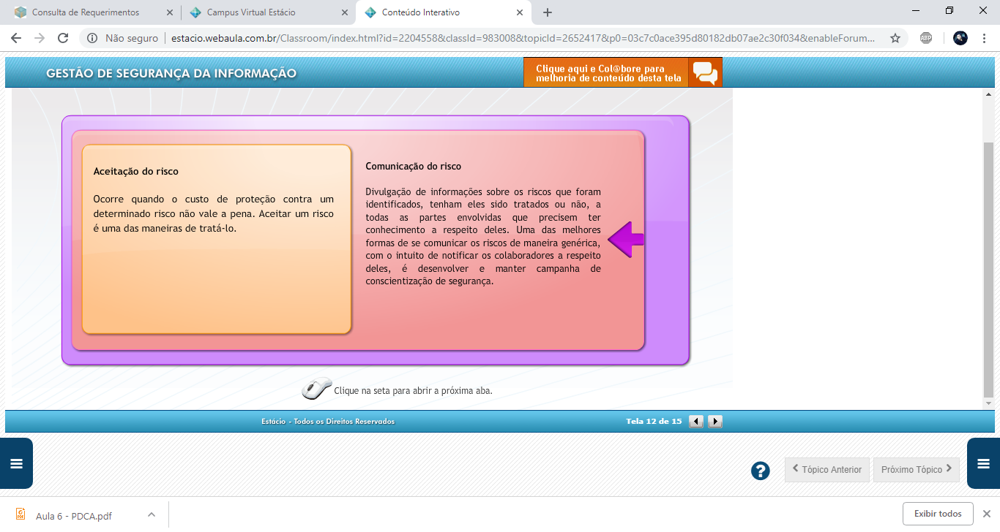 Consulta de Requerimentos
Campus Virtual Estácio
Conteúdo Interativo
Não seguro
estacio.webaula.com.br/Classroom/index.html?id=2204558&classId=983008&topicId=2652417&p0=03c7c0ace395d80182db07ae2c30f034&enableForum...
ABP
GESTÃO DE SEGURANÇA DA INFORMAÇÃO
Clique aqui e Col@bore para
melhoria de conteúdo desta tela
Aceitação do risco
Ocorre quando o custo de proteção contra um
determinado risco não vale a pena. Aceitar um risco
é uma das maneiras de tratá-lo.
Comunicação do risco
Divulgação de informações sobre os riscos que foram
identificados, tenham eles sido tratados ou não, a
todas as partes envolvidas que precisem ter
conhecimento a respeito deles. Uma das melhores
formas de se comunicar os riscos de maneira genérica,
com o intuito de notificar os colaboradores a respeito
deles, é desenvolver e manter campanha de
conscientização de segurança.
Clique na seta para abrir a próxima aba.
Estácio - Todos os Direitos Reservados
Tela 12 de 15
?
Tópico Anterior
Próximo Tópico
Aula 6 - PDCA.pdf
Exibir todos